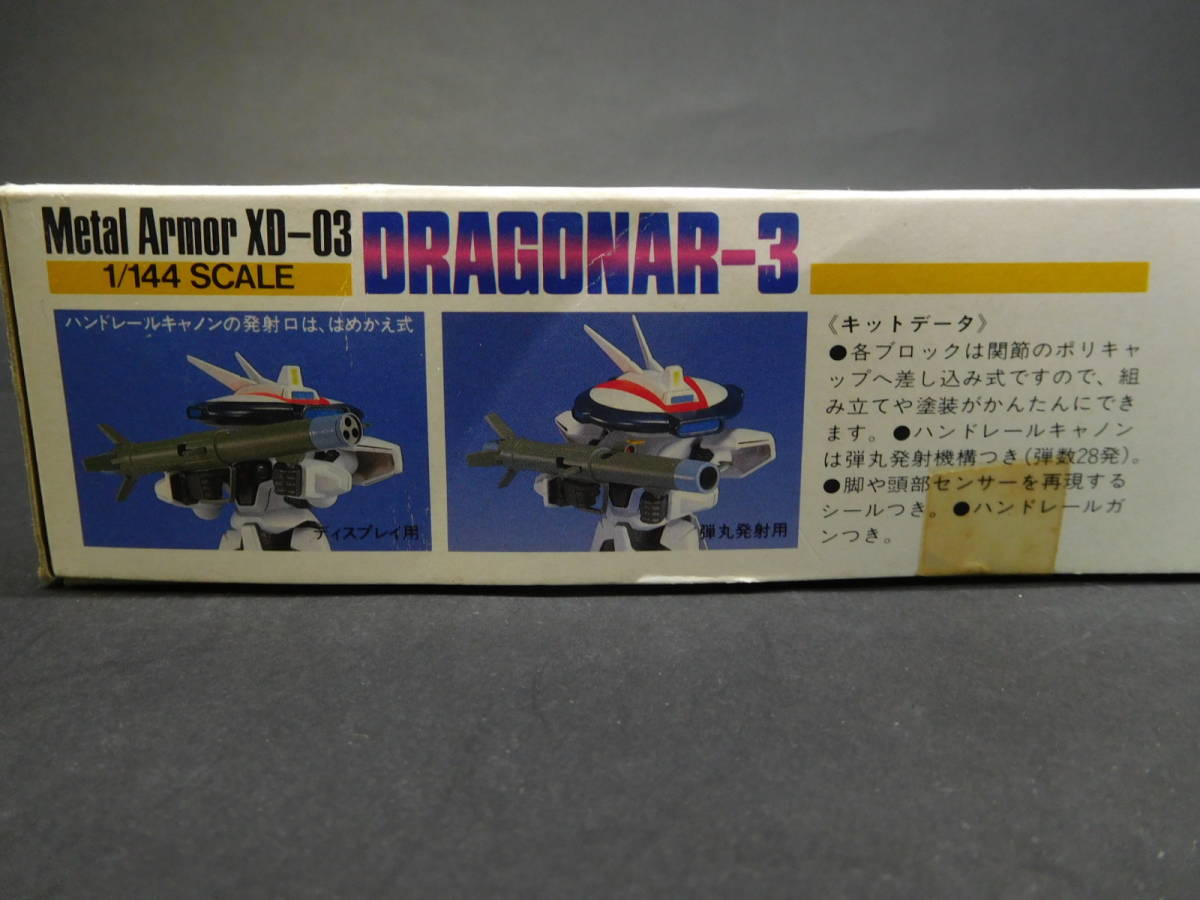 Metal Armor XD-03
1/144 SCALE
DRAGONAR-3
ハンドレールキャノンの発射口は、はめかえ式
ディスプレイ用
弾丸発射用
《キットデータ》
●各ブロックは関節のポリキャ
ップへ差し込み式ですので、組
み立てや塗装がかんたんにでき
ます。●ハンドレールキャノン
は弾丸発射機構つき(弾数28発)。
●脚や頭部センサーを再現する
シールつき。●ハンドレールガ
ンつき。